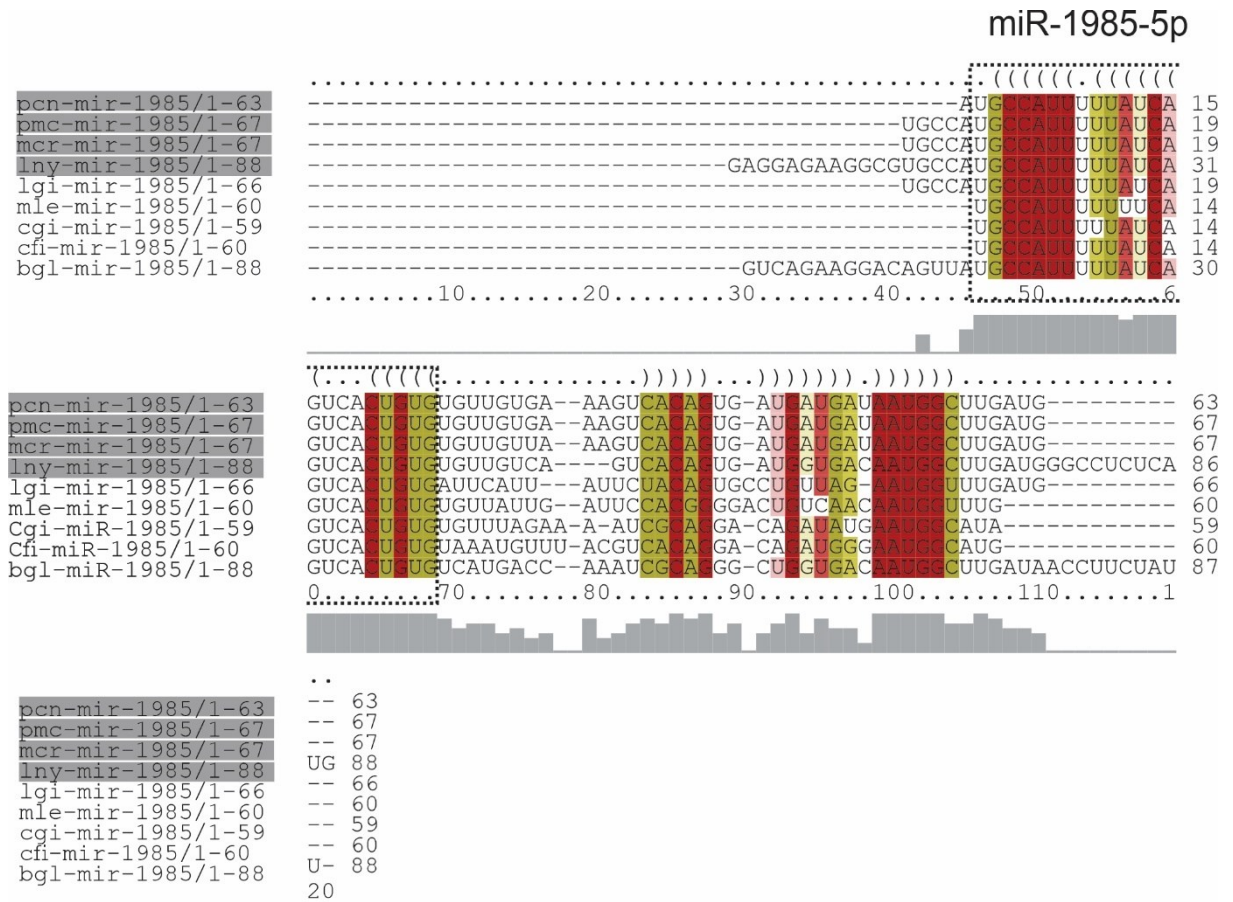 miR-1985-5p
...............................................((((((.((((((
pcn-mir-1985/1-63 ---------------------------------------------AUGCCAUUUUUAUCA 15
pmc-mir-1985/1-67 -----------------------------------------UGCCAUGCCAUUUUUAUCA 19
mcr-mir-1985/1-67 -----------------------------------------UGCCAUGCCAUUUUUAUCA 19
lny-mir-1985/1-88 -----------------------------GAGGAGAAGGCGUGCCAUGCCAUUUUUAUCA 31
lgi-mir-1985/1-66 -----------------------------------------UGCCAUGCCAUUUUUAUCA 19
mle-mir-1985/1-60 ----------------------------------------------UGCCAUUUUUUUCA 14
cgi-mir-1985/1-59 ----------------------------------------------UGCCAUUUUUAUCA 14
cfi-mir-1985/1-60 ----------------------------------------------UGCCAUUUUUAUCA 14
bgl-mir-1985/1-88 ------------------------------GUCAGAAGGACAGUUAUGCCAUUUUUAUCA 30
.........10........20........30........40........50........6
(...(((((..............)))))...))))))).))))))...............
pcn-mir-1985/1-63 GUCACUGUGUGUUGUGA--AAGUCACAGUG-AUGAUGAUAAUGGCUUGAUG--------- 63
pmc-mir-1985/1-67 GUCACUGUGUGUUGUGA--AAGUCACAGUG-AUGAUGAUAAUGGCUUGAUG--------- 67
mcr-mir-1985/1-67 GUCACUGUGUGUUGUUA--AAGUCACAGUG-AUGAUGAUAAUGGCUUGAUG--------- 67
lny-mir-1985/1-88 GUCACUGUGUGUUGUCA----GUCACAGUG-AUGGUGACAAUGGCUUGAUGGGCCUCUCA 86
lgi-mir-1985/1-66 GUCACUGUGAUUCAUU---AUUCUACAGUGCCUGUUAG-AAUGGCUUGAUG--------- 66
mle-mir-1985/1-60 GUCACUGUGUGUUAUUG--AUUCCACGGGGACUGUCAACAAUGGCUUG------------ 60
Cgi-miR-1985/1-59 GUCACUGUGUGUUUAGAA-A-AUCGCAGGA-CAGAUAUGAAUGGCAUA------------ 59
Cfi-miR-1985/1-60 GUCACUGUGUAAAUGUUU-ACGUCACAGGA-CAGAUGGGAAUGGCAUG------------ 60
bgl-miR-1985/1-88 GUCACUGUGUCAUGACC--AAAUCGCAGGG-CUGGUGACAAUGGCUUGAUAACCUUCUAU 87
0.........70........80........90........100.......110........1
..
pcn-mir-1985/1-63 -- 63
pmc-mir-1985/1-67 -- 67
mcr-mir-1985/1-67 -- 67
lny-mir-1985/1-88 UG 88
lgi-mir-1985/1-66 -- 66
mle-mir-1985/1-60 -- 60
cgi-mir-1985/1-59 -- 59
cfi-mir-1985/1-60 -- 60
bgl-mir-1985/1-88 U- 88
20